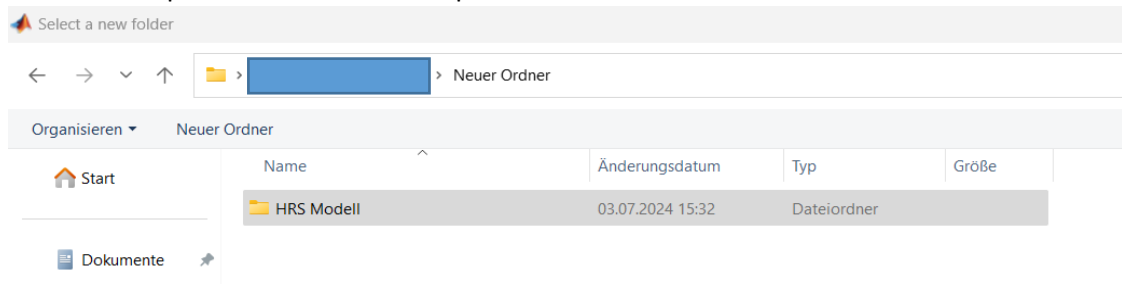 Select a new folder
> > Neuer Ordner
Organisieren Neuer Ordner
Name Änderungsdatum Typ Größe
Start
HRS Modell 03.07.2024 15:32 Dateiordner
Dokumente